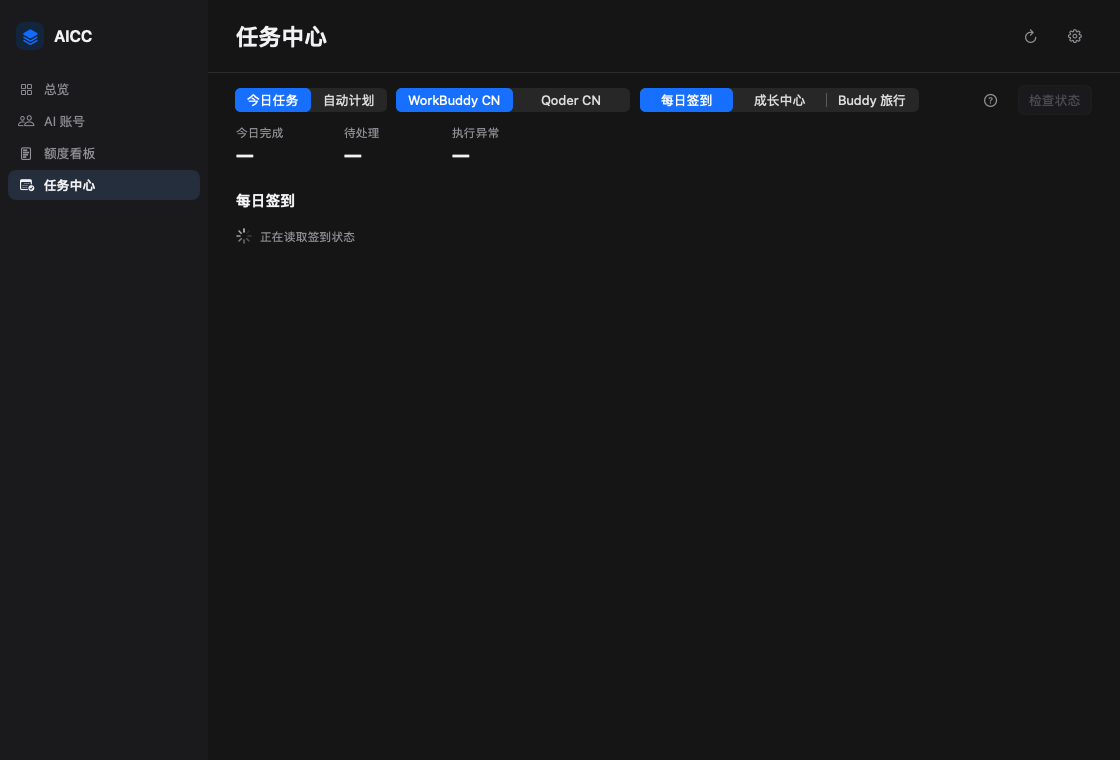 AICC
任务中心
总览
AI 账号
额度看板
任务中心
今日任务 自动计划 WorkBuddy CN Qoder CN 每日签到 成长中心 Buddy 旅行 检查状态
今日完成 待处理 执行异常
— — —
每日签到
正在读取签到状态